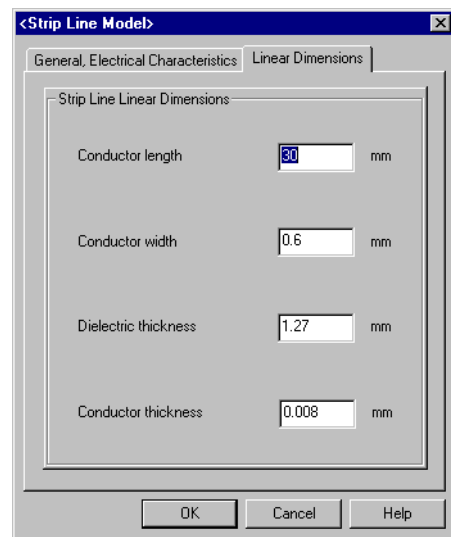 <Strip Line Model>
General, Electrical Characteristics Linear Dimensions
Strip Line Linear Dimensions
Conductor length 30 mm
Conductor width 0.6 mm
Dielectric thickness 1.27 mm
Conductor thickness 0.008 mm
OK Cancel Help